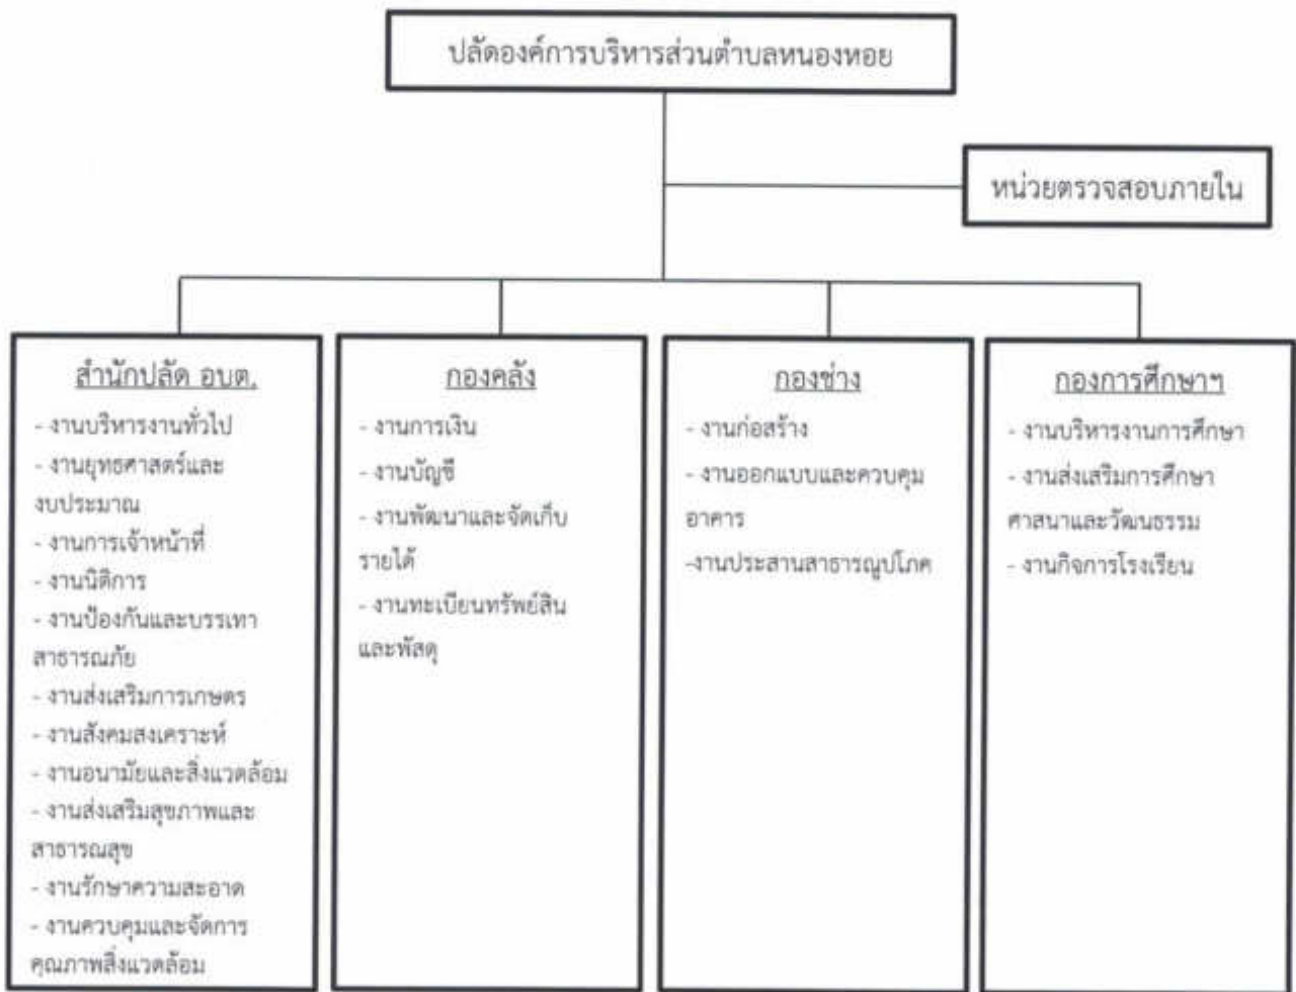 ปลัดองค์การบริหารส่วนตำบลหนองหอย
หน่วยตรวจสอบภายใน
สำนักปลัด อบต.
- งานบริหารงานทั่วไป
- งานยุทธศาสตร์และ
งบประมาณ
- งานการเจ้าหน้าที่
- งานนิติการ
- งานป้องกันและบรรเทา
สาธารณภัย
- งานส่งเสริมการเกษตร
- งานสังคมสงเคราะห์
- งานอนามัยและสิ่งแวดล้อม
- งานส่งเสริมสุขภาพและ
สาธารณสุข
- งานรักษาความสะอาด
- งานควบคุมและจัดการ
คุณภาพสิ่งแวดล้อม
กองคลัง
- งานการเงิน
- งานบัญชี
- งานพัฒนาและจัดเก็บ
รายได้
- งานทะเบียนทรัพย์สิน
และพัสดุ
กองช่าง
- งานก่อสร้าง
- งานออกแบบและควบคุม
อาคาร
-งานประสานสาธารณูปโภค
กองการศึกษาฯ
- งานบริหารงานการศึกษา
- งานส่งเสริมการศึกษา
ศาสนาและวัฒนธรรม
- งานกิจการโรงเรียน